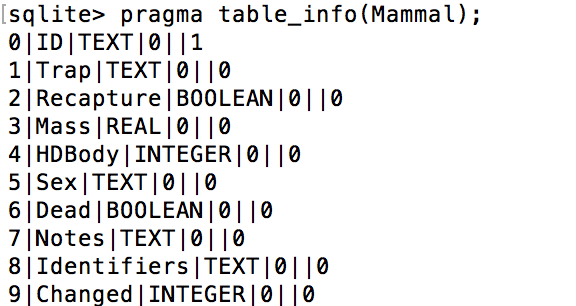 [sqlite> pragma table_info(Mammal);
0|ID|TEXT|0||1
1|Trap|TEXT|0||0
2|Recapture|BOOLEAN|0||0
3|Mass|REAL|0||0
4|HDBody|INTEGER|0||0
5|Sex|TEXT|0||0
6|Dead|BOOLEAN|0||0
7|Notes|TEXT|0||0
8|Identifiers|TEXT|0||0
9|Changed|INTEGER|0||0